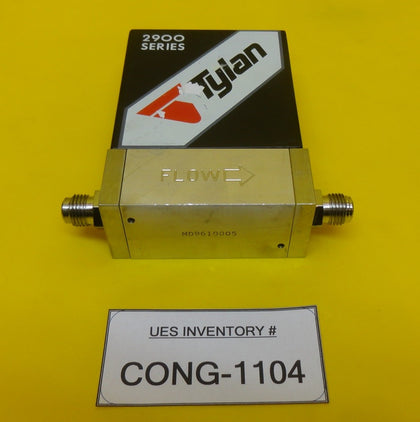 2900
SERIES
Tylan
FLOW
MD9610005
UES INVENTORY #
CONG-1104